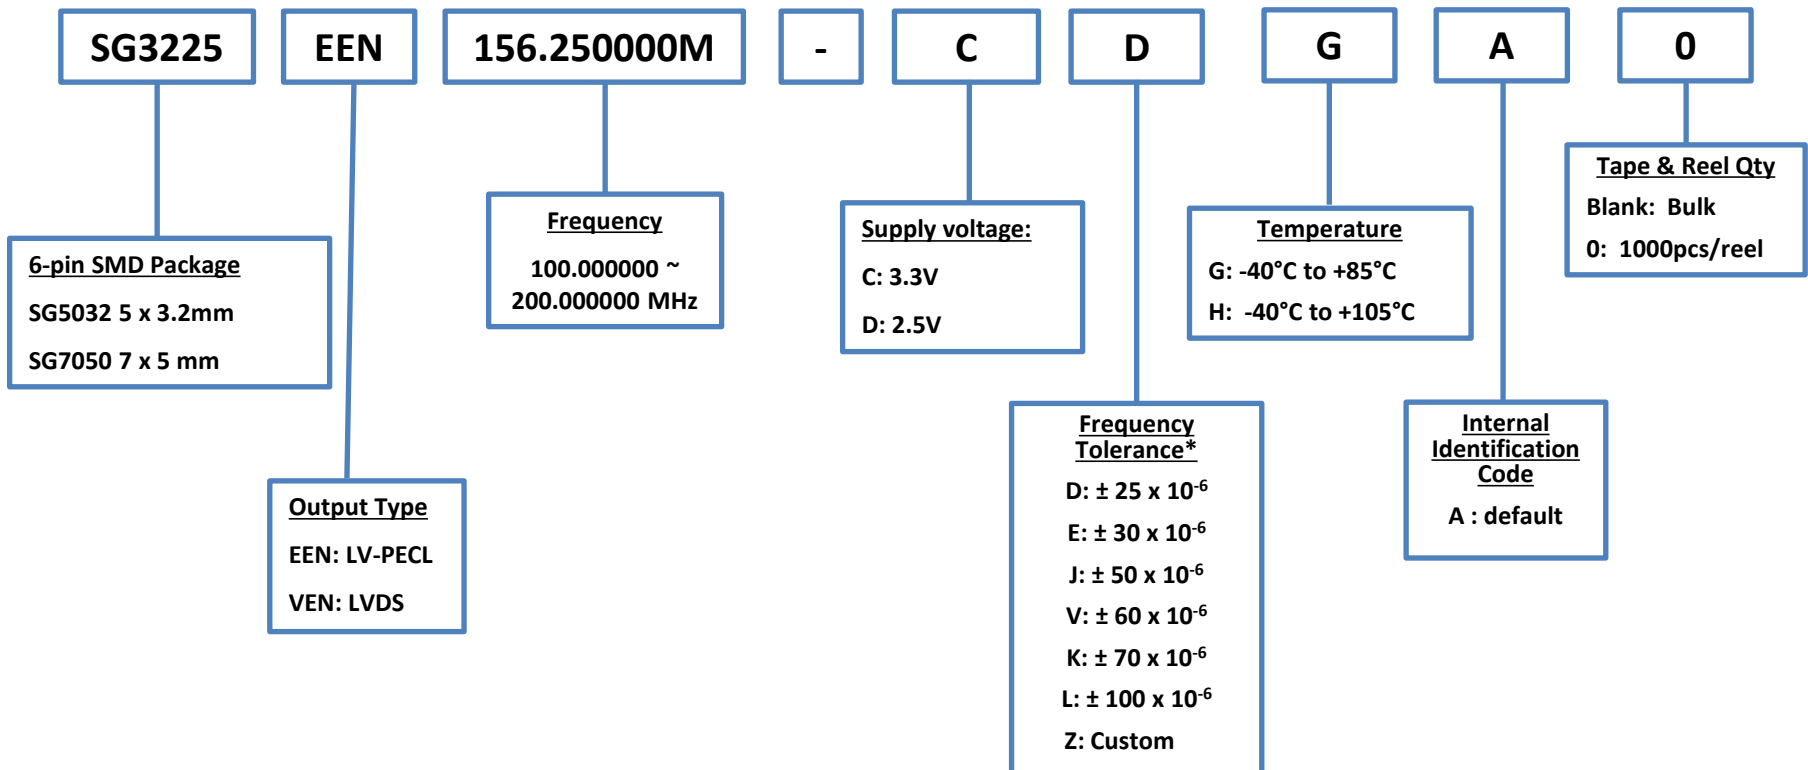 SG3225 EEN 156.250000M - C D G A 0
6-pin SMD Package
SG5032 5 x 3.2mm
SG7050 7 x 5 mm
Output Type
EEN: LV-PECL
VEN: LVDS
Frequency
100.000000 ~
200.000000 MHz
Supply voltage:
C: 3.3V
D: 2.5V
Frequency
Tolerance*
D: ± 25 x 10⁻⁶
E: ± 30 x 10⁻⁶
J: ± 50 x 10⁻⁶
V: ± 60 x 10⁻⁶
K: ± 70 x 10⁻⁶
L: ± 100 x 10⁻⁶
Z: Custom
Temperature
G: -40°C to +85°C
H: -40°C to +105°C
Internal
Identification
Code
A : default
Tape & Reel Qty
Blank: Bulk
0: 1000pcs/reel